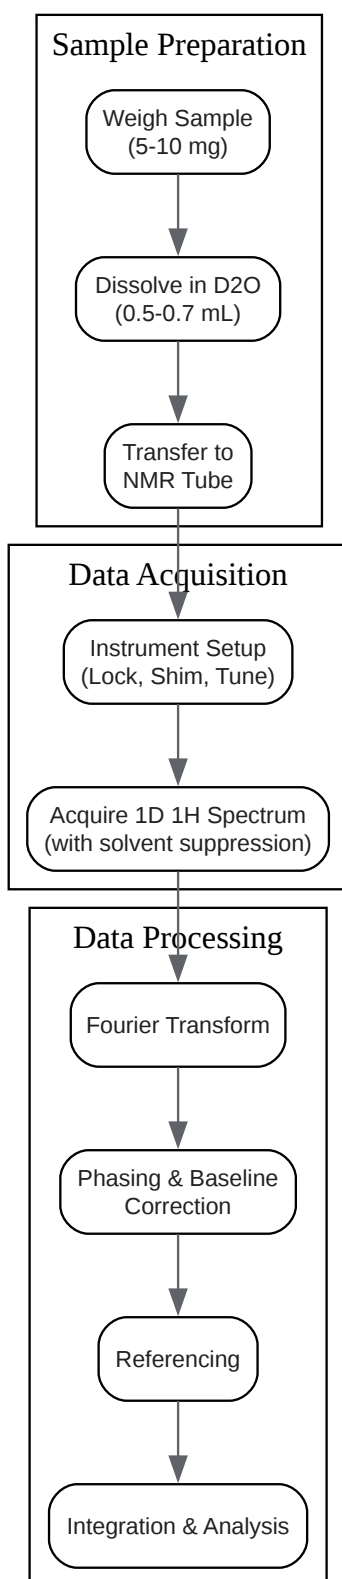 Sample Preparation
Weigh Sample
(5-10 mg)
Dissolve in D2O
(0.5-0.7 mL)
Transfer to
NMR Tube
Data Acquisition
Instrument Setup
(Lock, Shim, Tune)
Acquire 1D 1H Spectrum
(with solvent suppression)
Data Processing
Fourier Transform
Phasing & Baseline
Correction
Referencing
Integration & Analysis